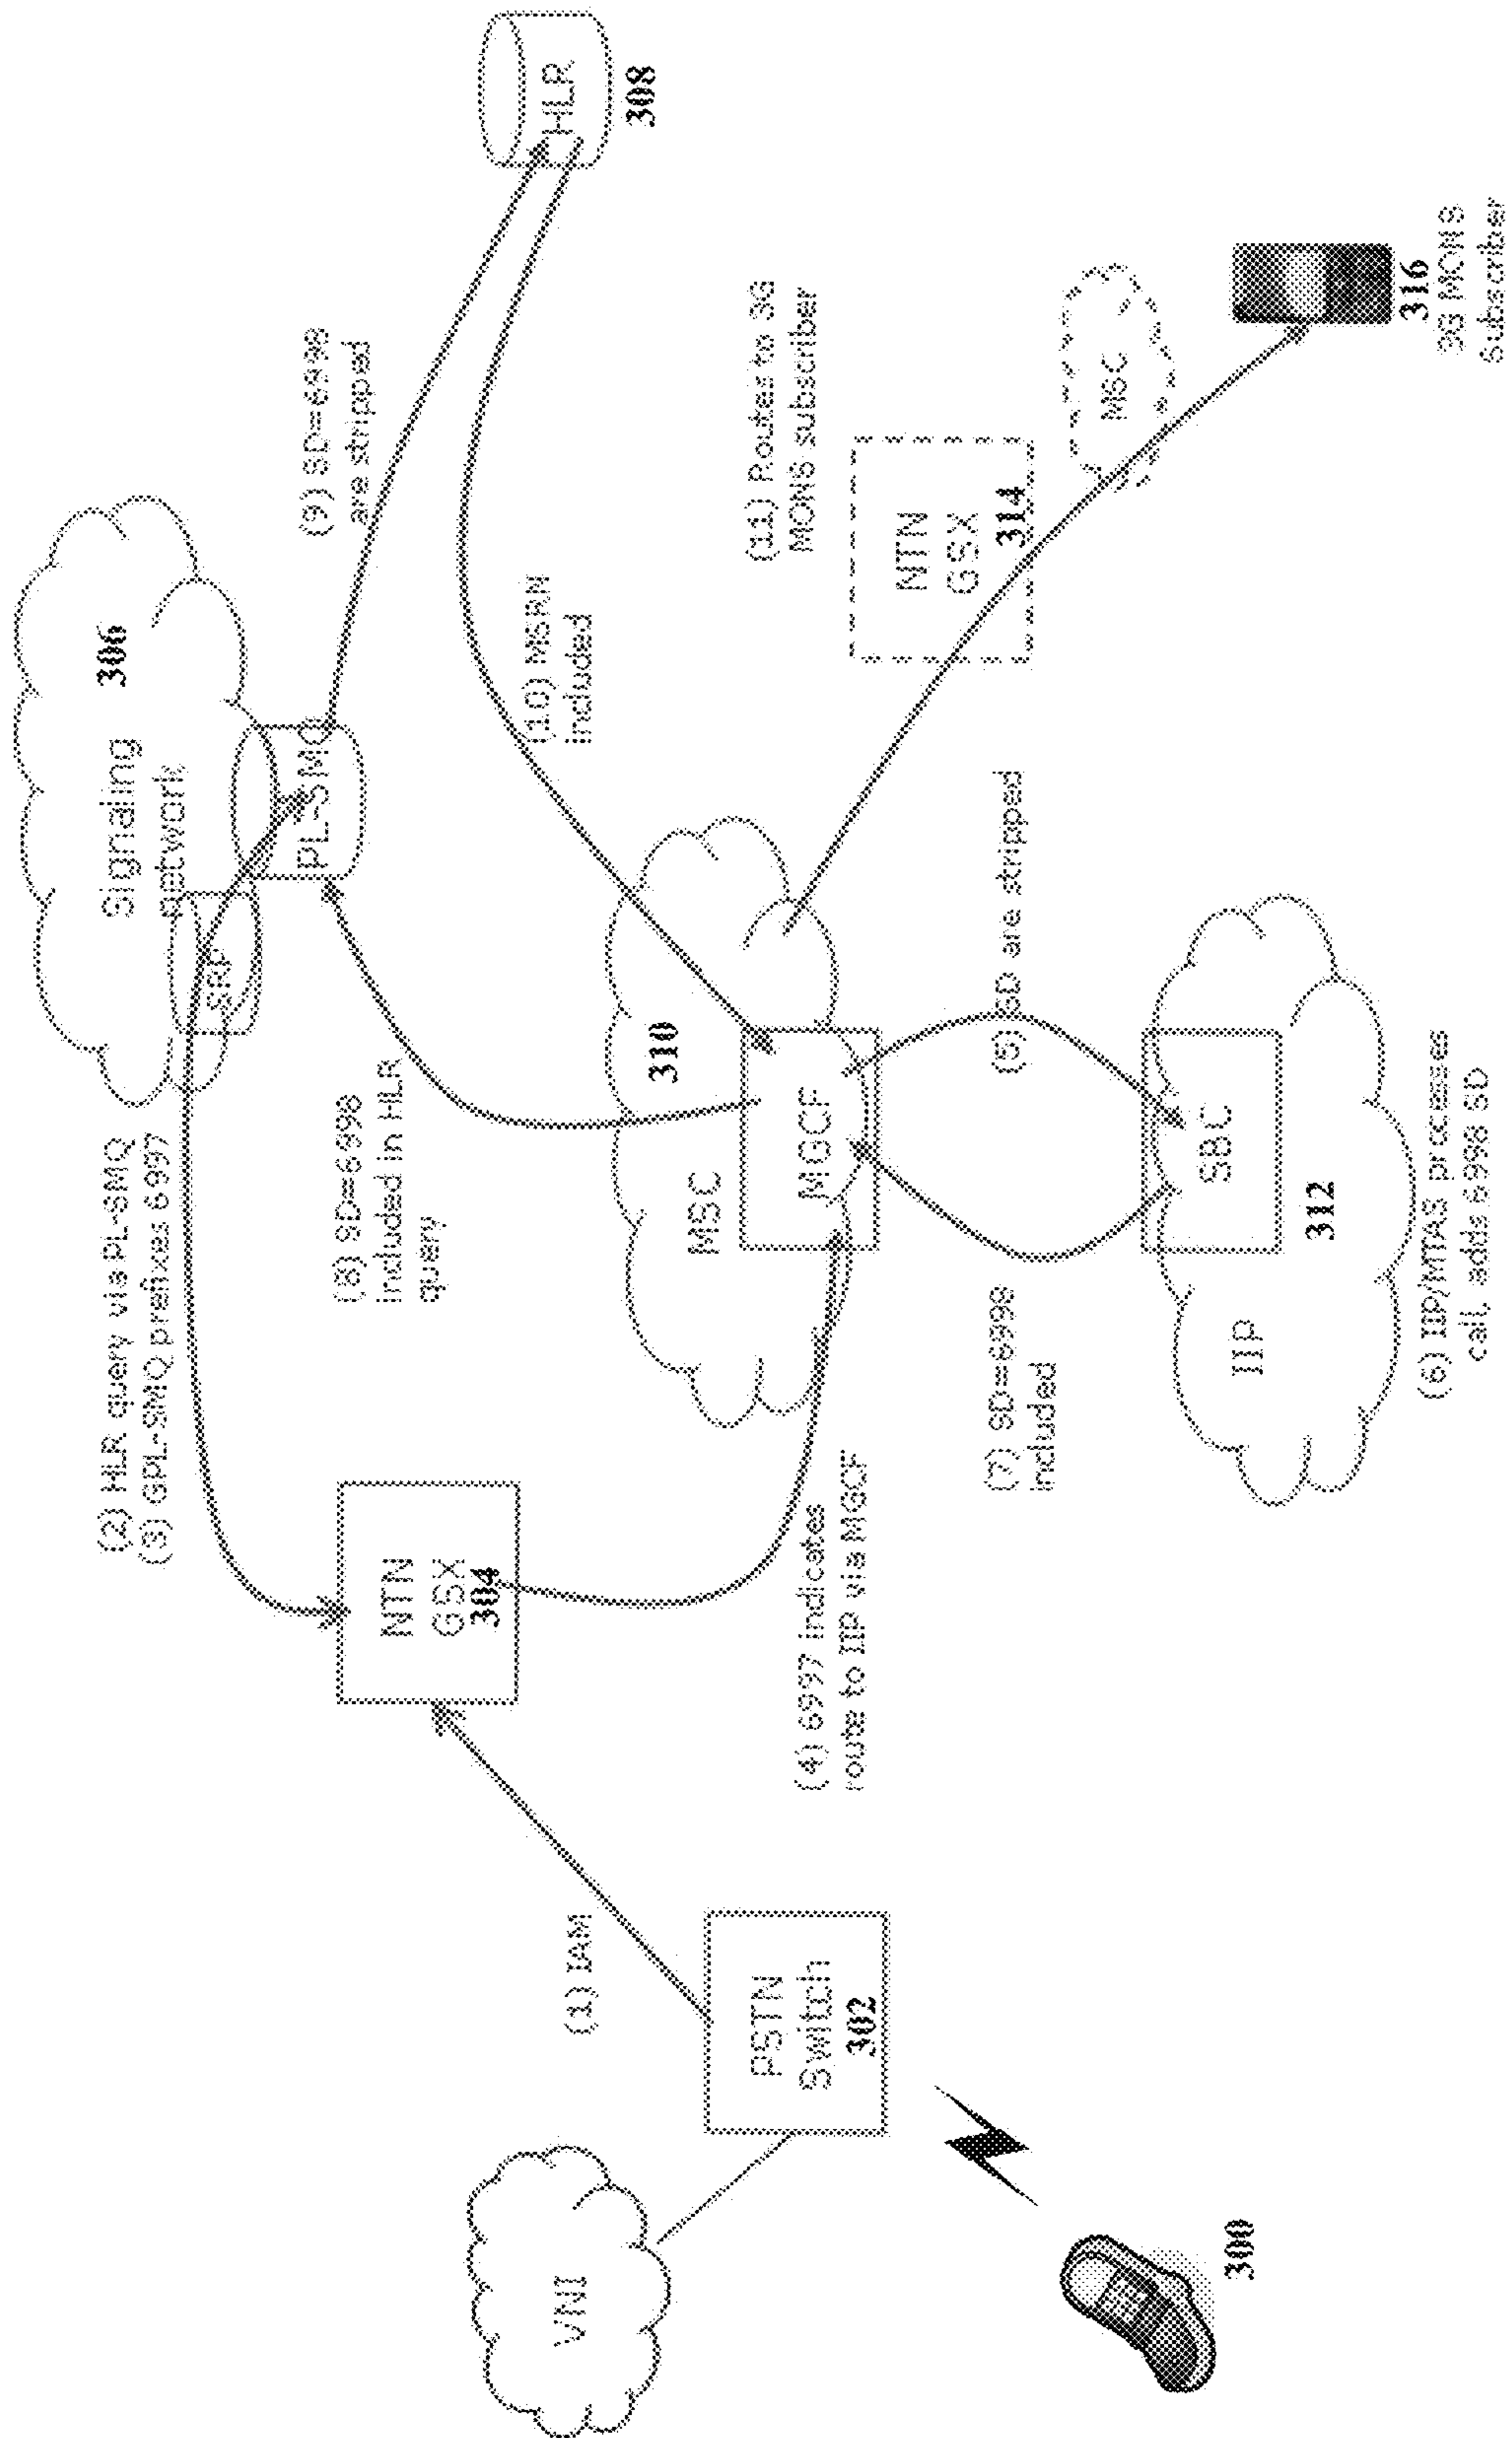 VNI
300
PSTN
Switch
302
(1) IAM
NTN
GSX
304
(2) HLR query via PL-SMQ
(3) GPL-SMQ prefixes 6997
(4) 6997 indicates
route to IIP via MGCF
Signaling
network
306
SRP
PL-SMQ
(8) SD=6998
included in HLR
query
MSC
310
MGCF
(5) SD are stripped
(7) SD=6998
included
IIP
SBC
312
(6) IIP/MTAS processes
call, adds 6998 SD
(9) SD=6998
are stripped
HLR
308
(10) MSRN
included
(11) Routes to 3G
MONS subscriber
NTN
GSX
314
MSC
316
3G MONS
Subscriber